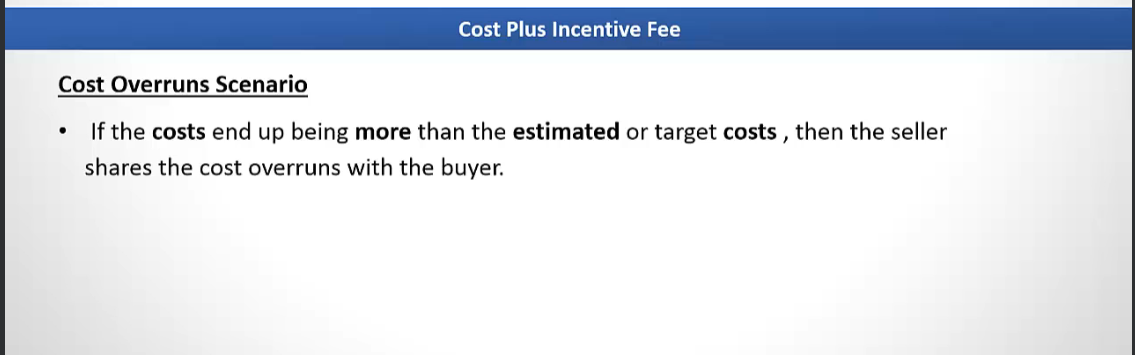 Cost Plus Incentive Fee
Cost Overruns Scenario
• If the costs end up being more than the estimated or target costs , then the seller
shares the cost overruns with the buyer.